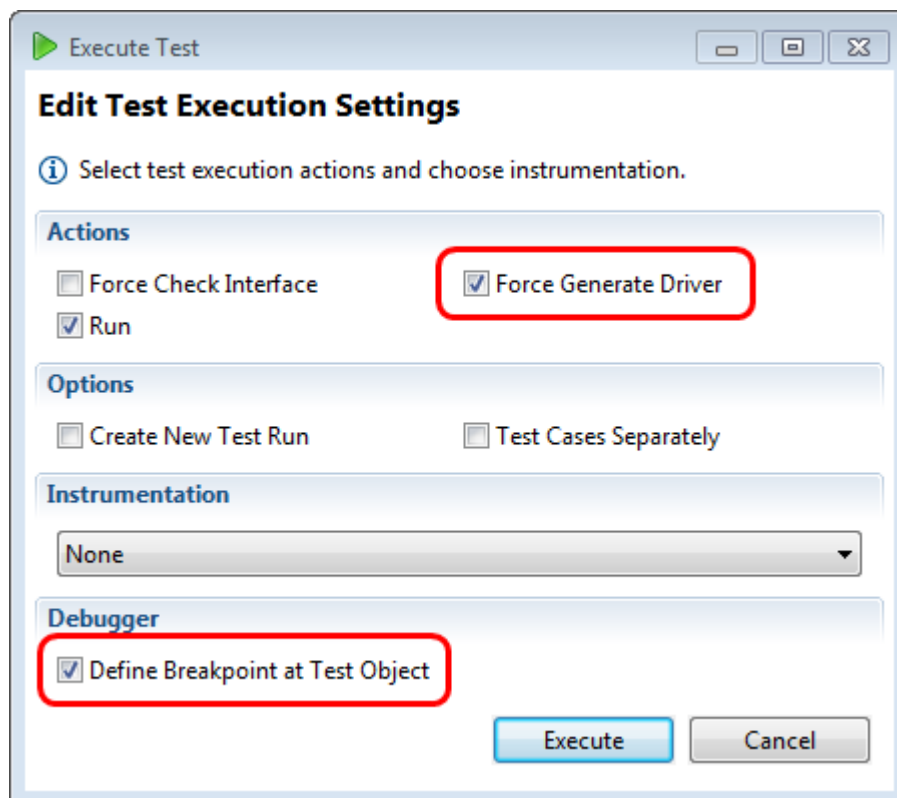 Execute Test
Edit Test Execution Settings
Select test execution actions and choose instrumentation.
Actions
Force Check Interface
Force Generate Driver
Run
Options
Create New Test Run
Test Cases Separately
Instrumentation
None
Debugger
Define Breakpoint at Test Object
Execute
Cancel